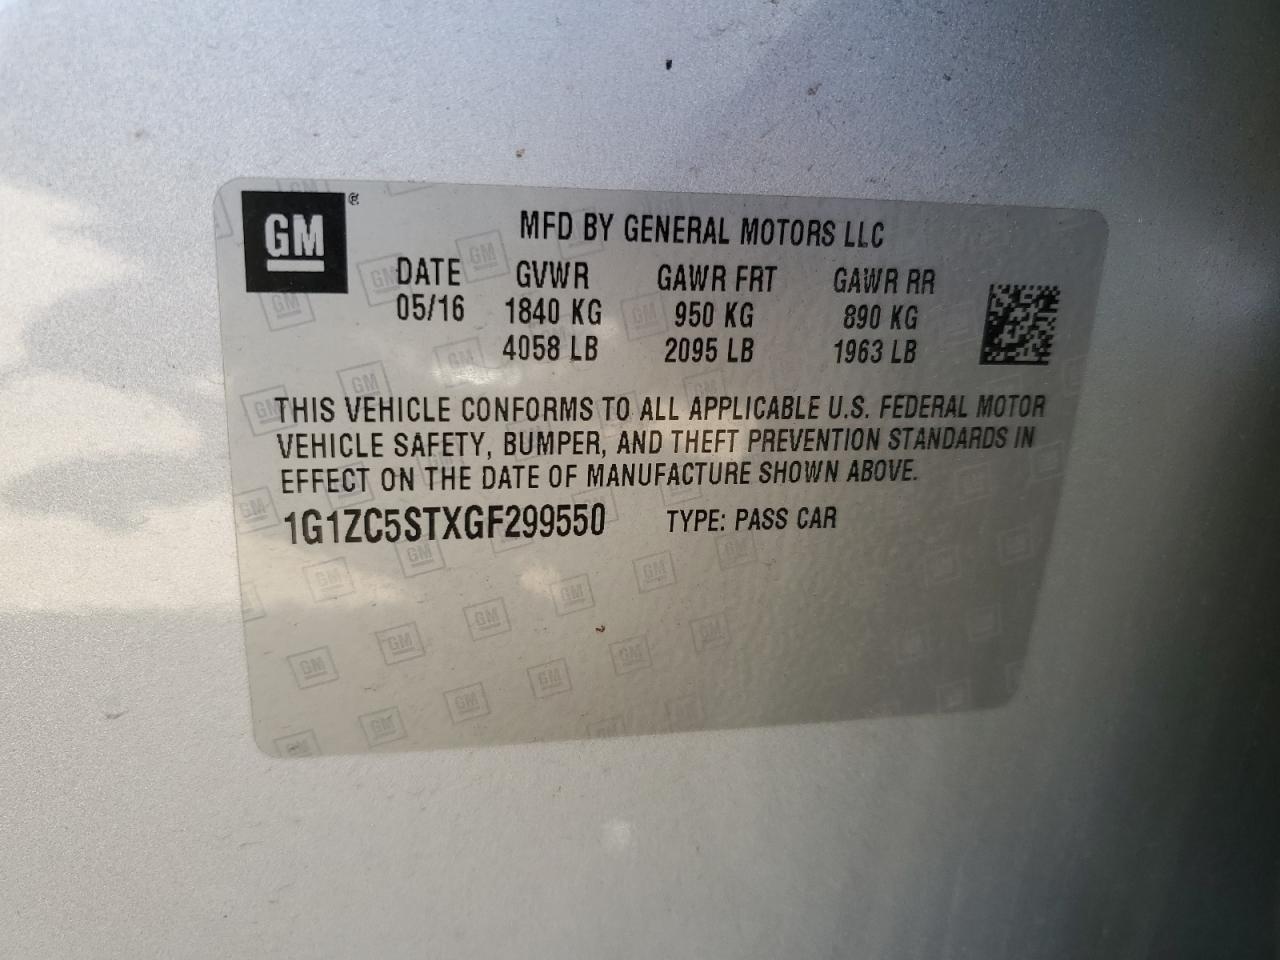 GM ®
MFD BY GENERAL MOTORS LLC
DATE GVWR GAWR FRT GAWR RR
05/16 1840 KG 950 KG 890 KG
4058 LB 2095 LB 1963 LB
THIS VEHICLE CONFORMS TO ALL APPLICABLE U.S. FEDERAL MOTOR
VEHICLE SAFETY, BUMPER, AND THEFT PREVENTION STANDARDS IN
EFFECT ON THE DATE OF MANUFACTURE SHOWN ABOVE.
1G1ZC5STXGF299550 TYPE: PASS CAR